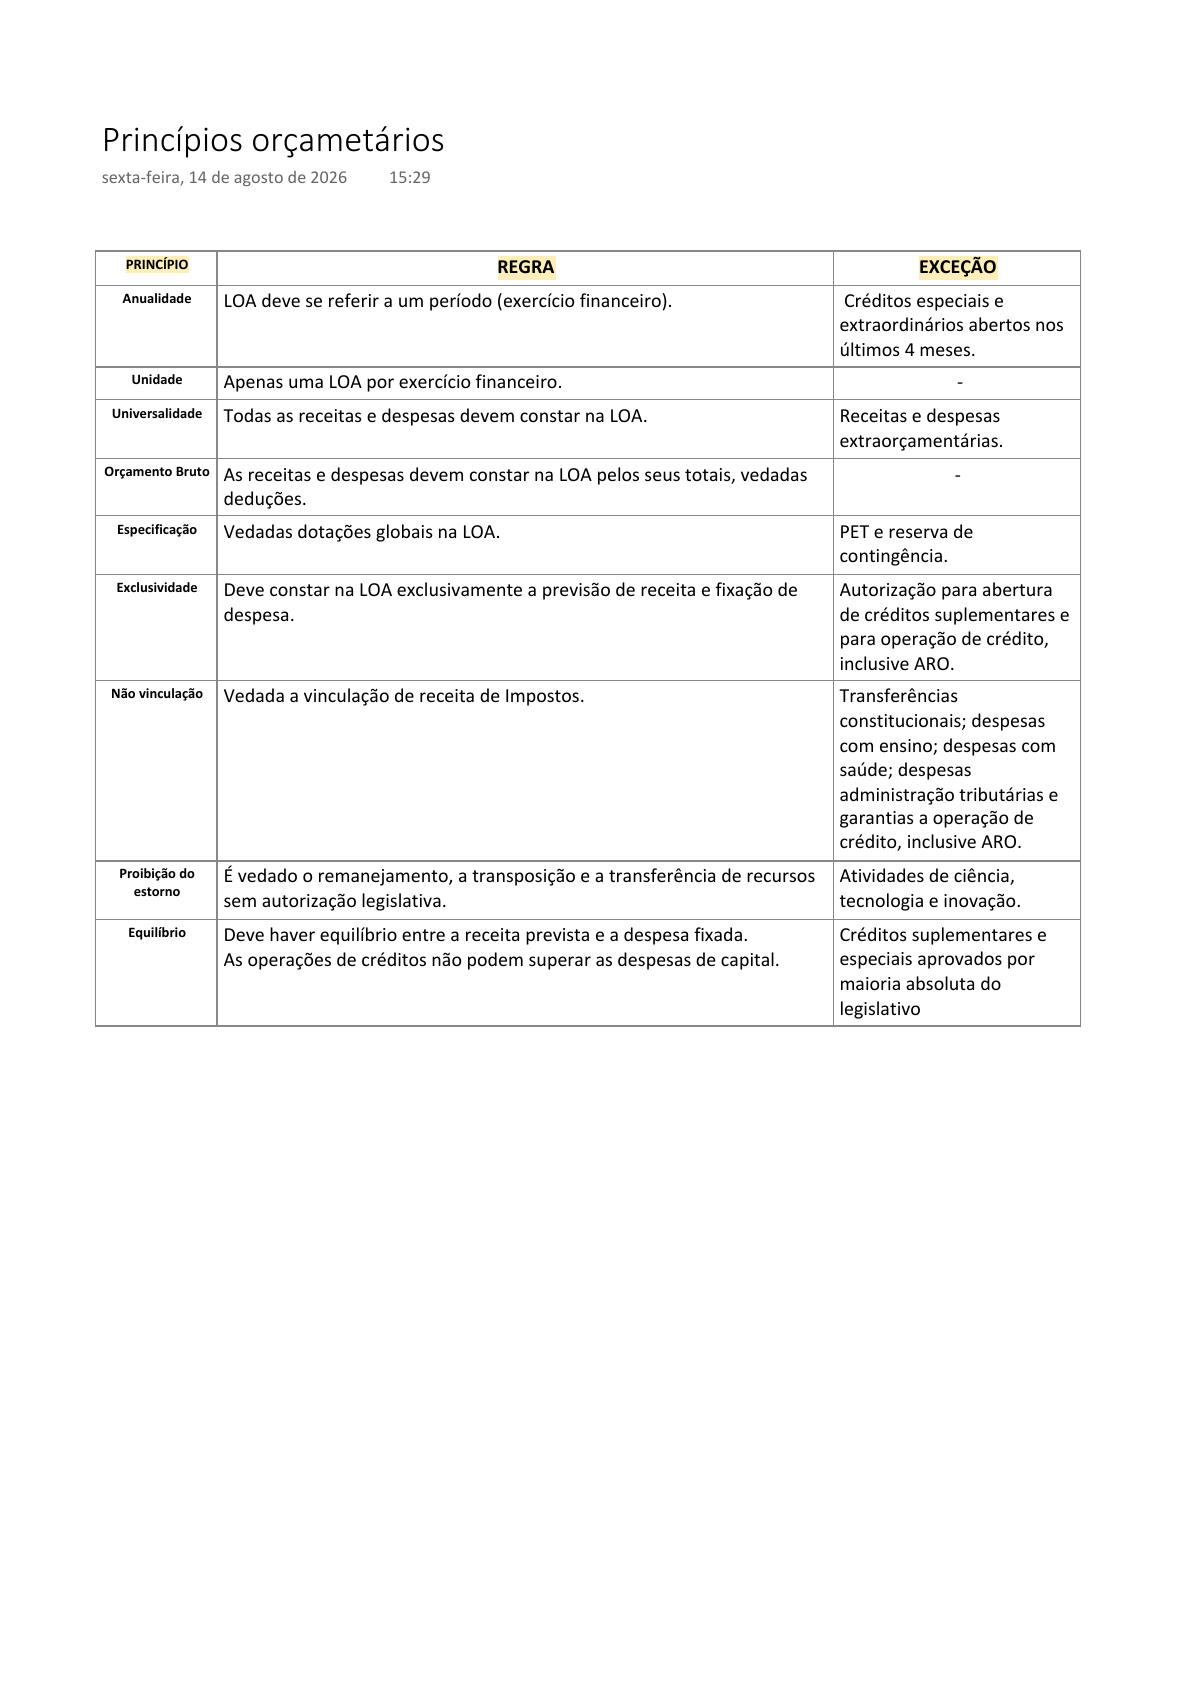 Princípios orçametários
sexta-feira, 14 de agosto de 2026 15:29
PRINCÍPIO REGRA EXCEÇÃO
Anualidade LOA deve se referir a um período (exercício financeiro). Créditos especiais e
extraordinários abertos nos
últimos 4 meses.
Unidade Apenas uma LOA por exercício financeiro. -
Universalidade Todas as receitas e despesas devem constar na LOA. Receitas e despesas
extraorçamentárias.
Orçamento Bruto As receitas e despesas devem constar na LOA pelos seus totais, vedadas -
deduções.
Especificação Vedadas dotações globais na LOA. PET e reserva de
contingência.
Exclusividade Deve constar na LOA exclusivamente a previsão de receita e fixação de Autorização para abertura
despesa. de créditos suplementares e
para operação de crédito,
inclusive ARO.
Não vinculação Vedada a vinculação de receita de Impostos. Transferências
constitucionais; despesas
com ensino; despesas com
saúde; despesas
administração tributárias e
garantias a operação de
crédito, inclusive ARO.
Proibição do É vedado o remanejamento, a transposição e a transferência de recursos Atividades de ciência,
estorno sem autorização legislativa. tecnologia e inovação.
Equilíbrio Deve haver equilíbrio entre a receita prevista e a despesa fixada. Créditos suplementares e
As operações de créditos não podem superar as despesas de capital. especiais aprovados por
maioria absoluta do
legislativo